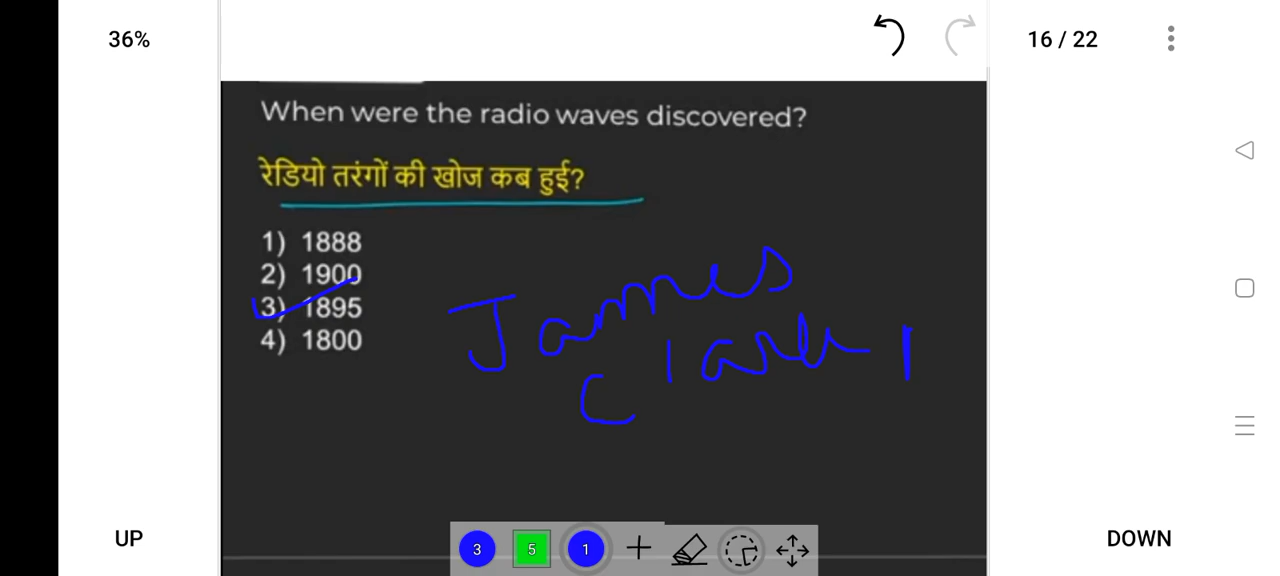 36%
16 / 22
When were the radio waves discovered?
रेडियो तरंगों की खोज कब हुई?
1) 1888
2) 1900
3) 1895
4) 1800
James
UP
3
5
1
DOWN